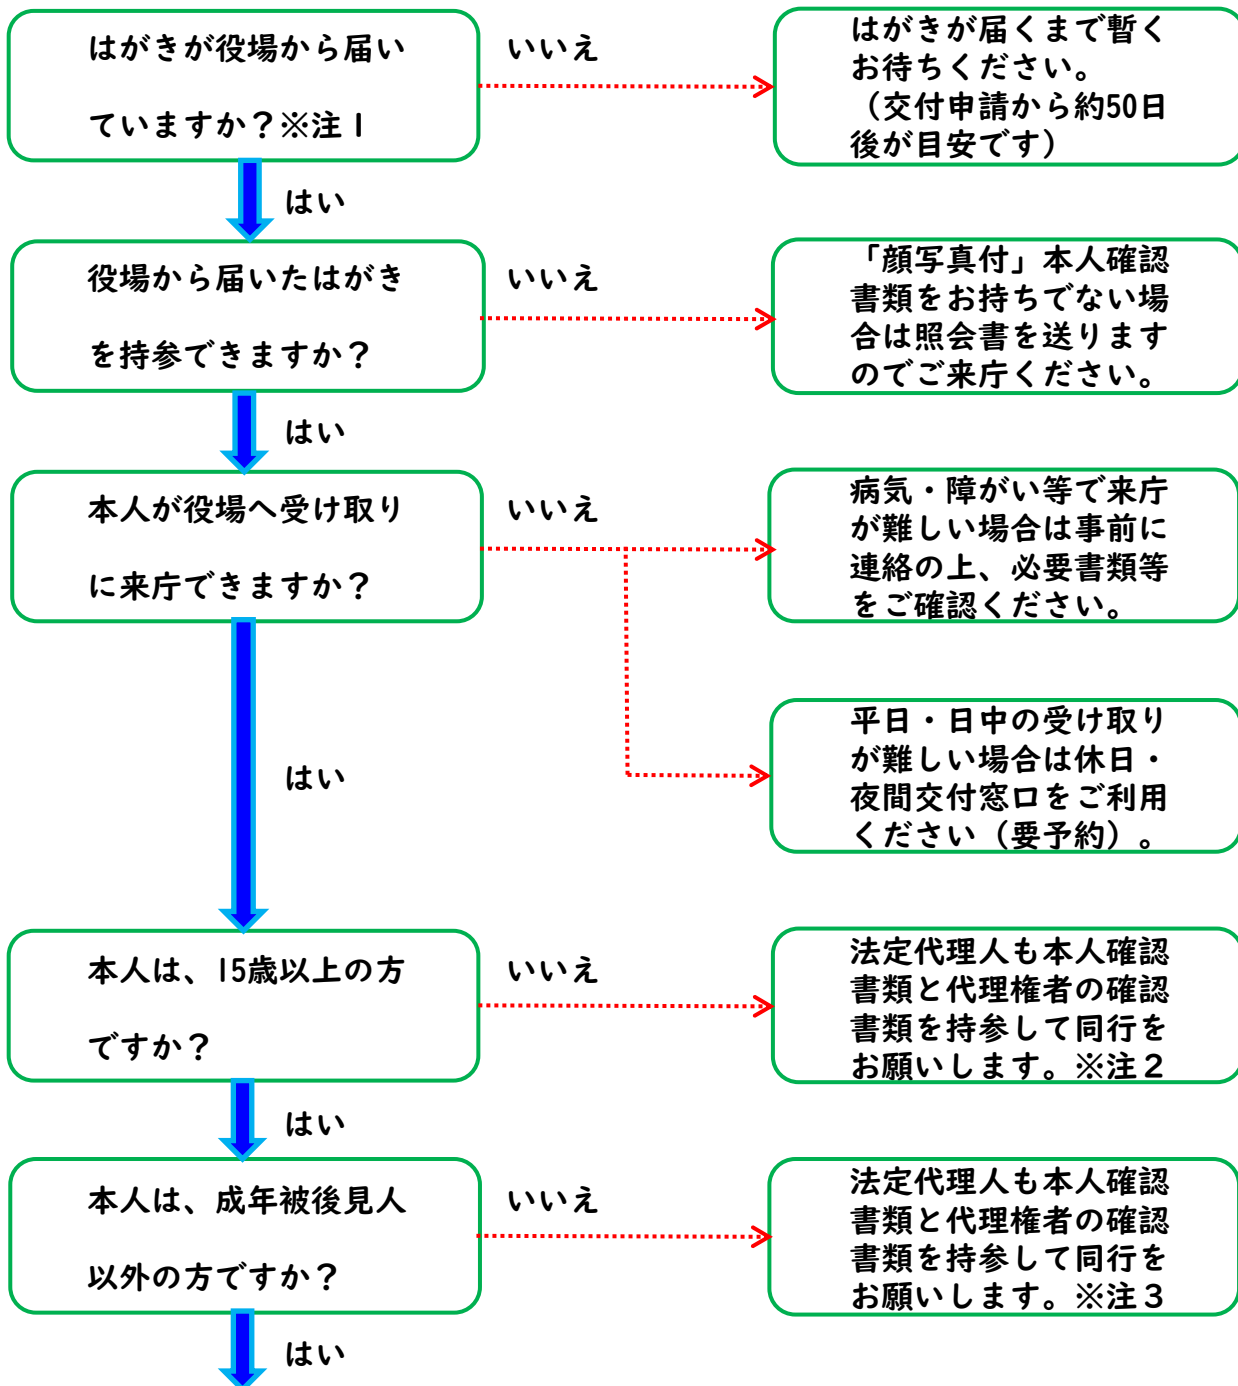 はがきが役場から届い
ていますか？※注１
いいえ
はがきが届くまで暫く
お待ちください。
（交付申請から約50日
後が目安です）
はい
役場から届いたはがき
を持参できますか？
いいえ
「顔写真付」本人確認
書類をお持ちでない場
合は照会書を送ります
のでご来庁ください。
はい
本人が役場へ受け取り
に来庁できますか？
いいえ
病気・障がい等で来庁
が難しい場合は事前に
連絡の上、必要書類等
をご確認ください。
平日・日中の受け取り
が難しい場合は休日・
夜間交付窓口をご利用
ください（要予約）。
はい
本人は、15歳以上の方
ですか？
いいえ
法定代理人も本人確認
書類と代理権者の確認
書類を持参して同行を
お願いします。※注２
はい
本人は、成年被後見人
以外の方ですか？
いいえ
法定代理人も本人確認
書類と代理権者の確認
書類を持参して同行を
お願いします。※注３
はい